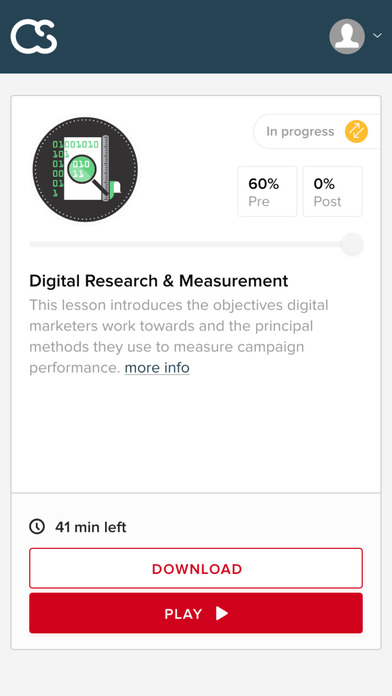 CS
In progress
01001010
101
01 010
00 11
01
1
60% 0%
Pre Post
Digital Research & Measurement
This lesson introduces the objectives digital
marketers work towards and the principal
methods they use to measure campaign
performance. more info
41 min left
DOWNLOAD
PLAY